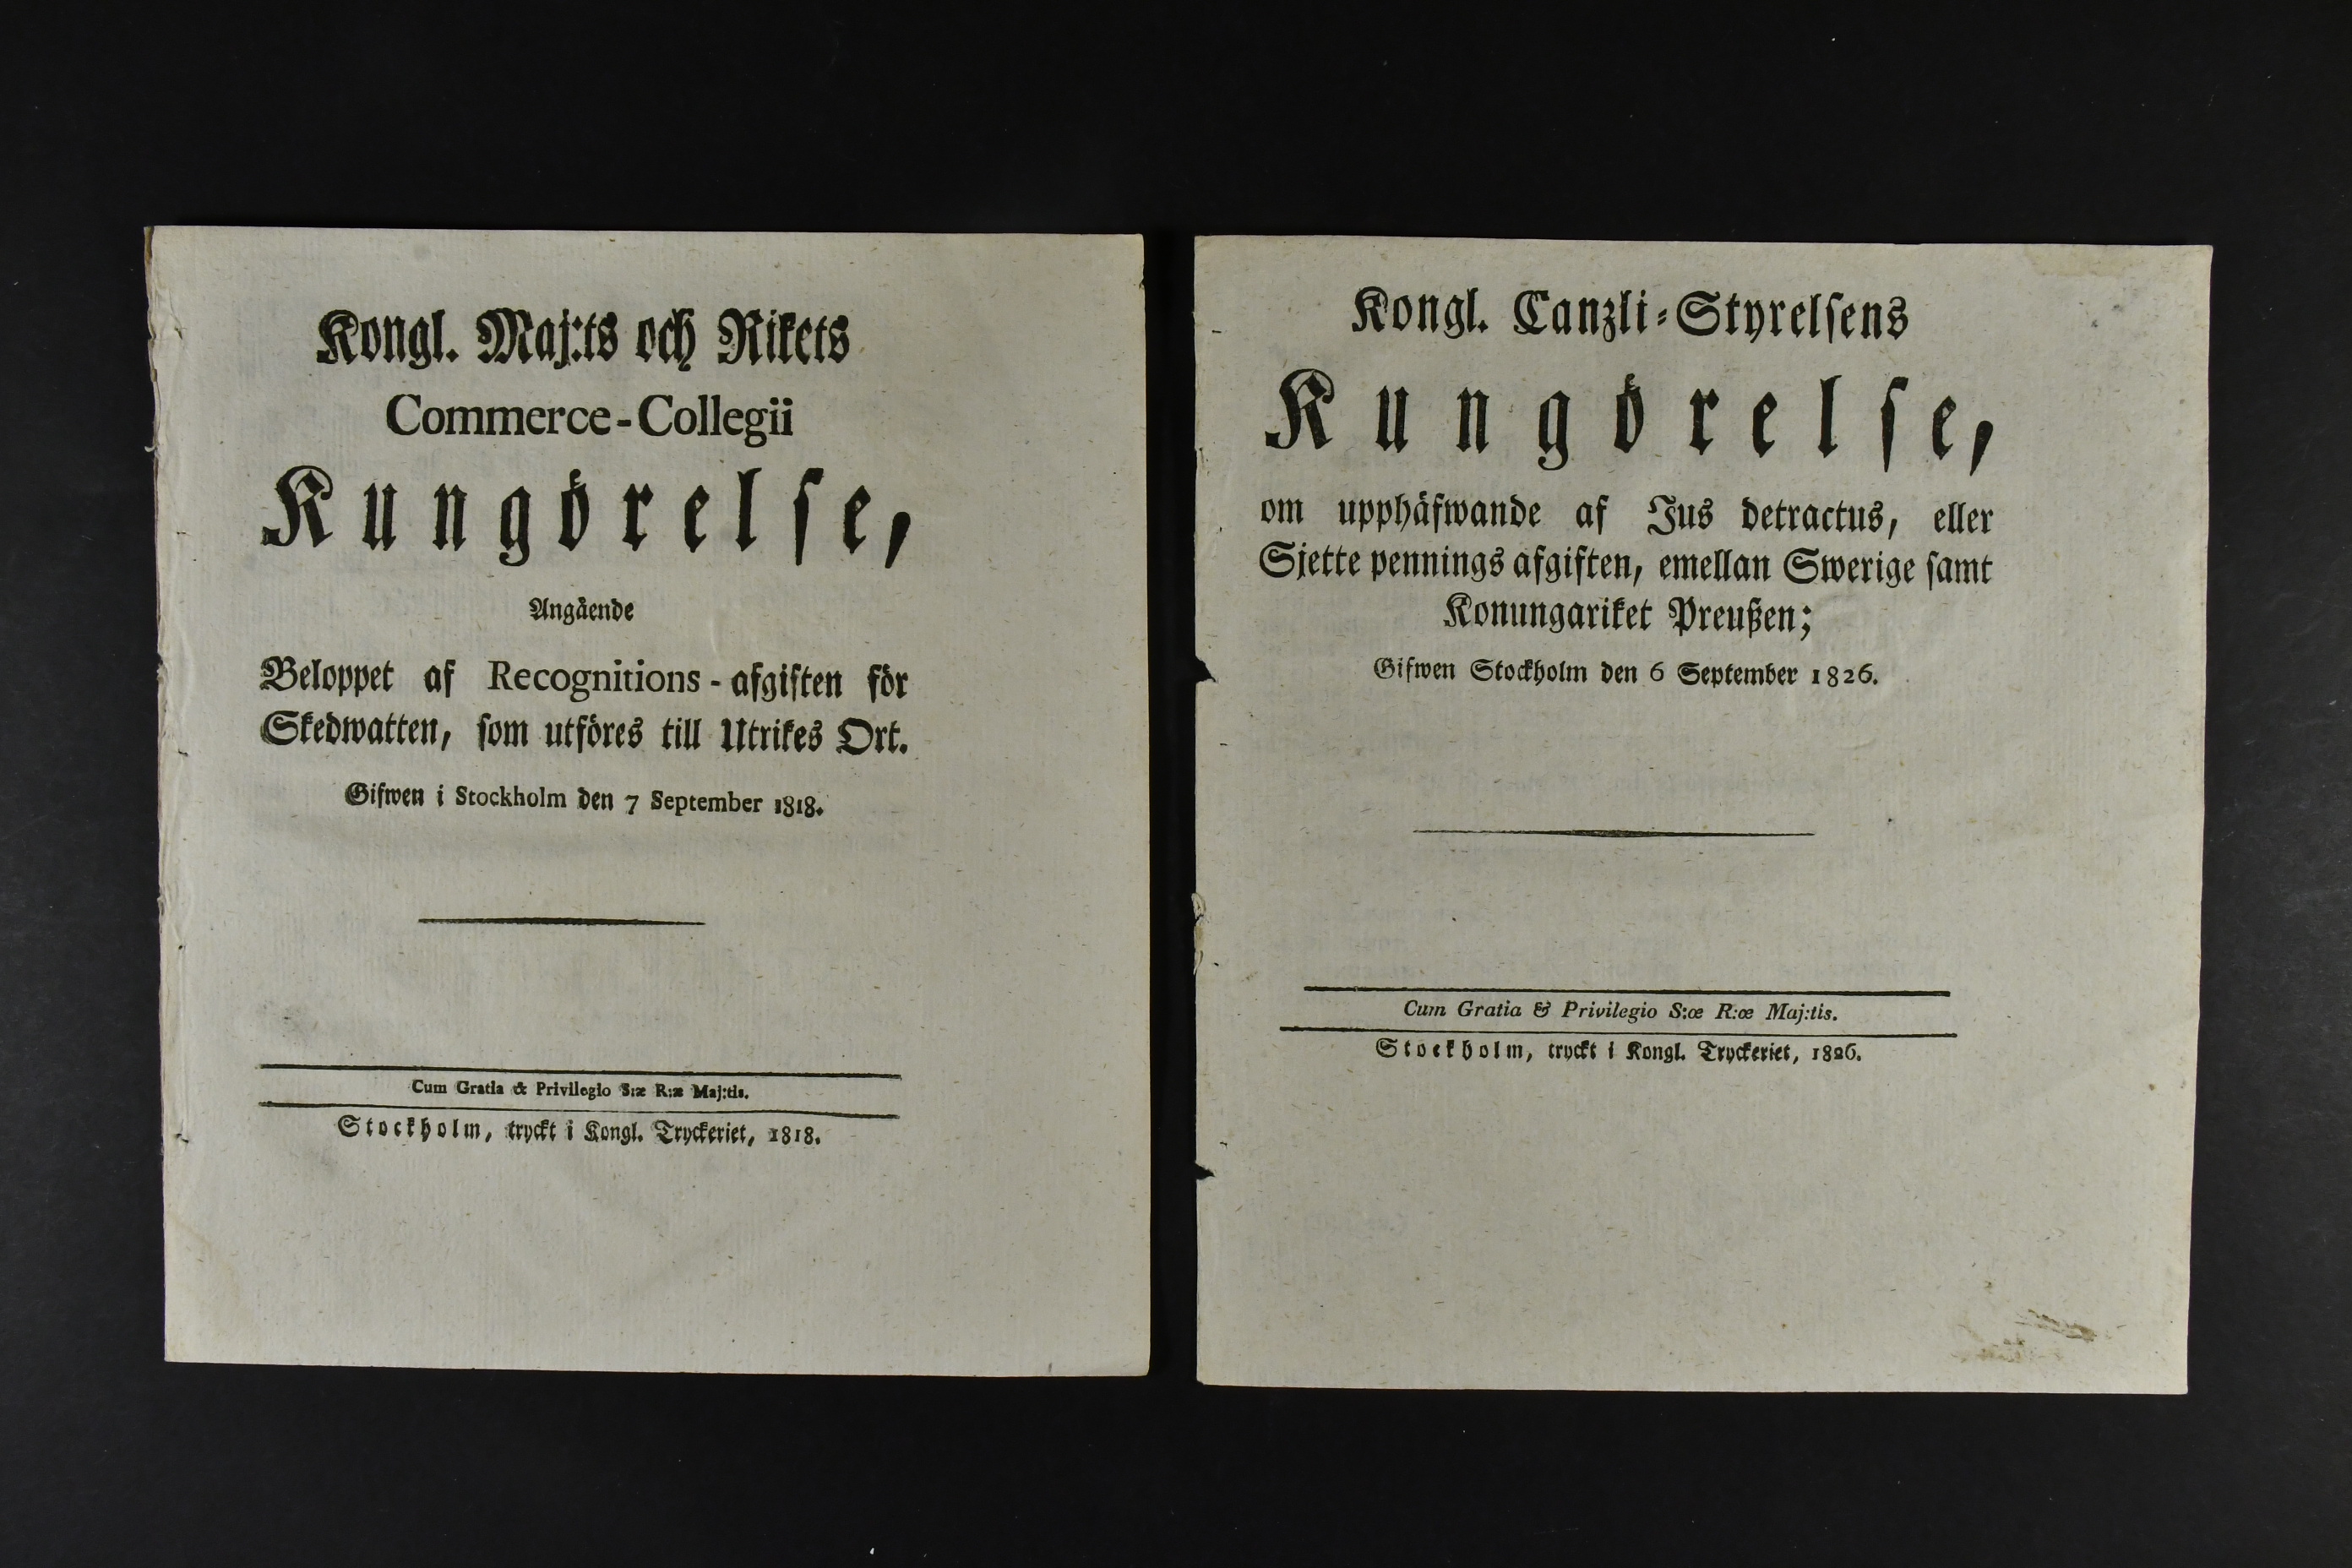 Kongl. Maj:ts och Rikets
Commerce-Collegii
Kungörelse,
Angående
Beloppet af Recognitions-afgiften för
Skedwatten, som utföres till Utrikes Ort.
Gifwen i Stockholm den 7 September 1818.
Cum Gratia & Privilegio S:æ R:æ Maj:tis.
Stockholm, tryckt i Kongl. Tryckeriet, 1818.
Kongl. Canzli-Styrelsens
Kungörelse,
om upphäfwande af Jus detractus, eller
Sjette pennings afgiften, emellan Swerige samt
Konungariket Preußen;
Gifwen Stockholm den 6 September 1826.
Cum Gratia & Privilegio S:æ R:æ Maj:tis.
Stockholm, tryckt i Kongl. Tryckeriet, 1826.